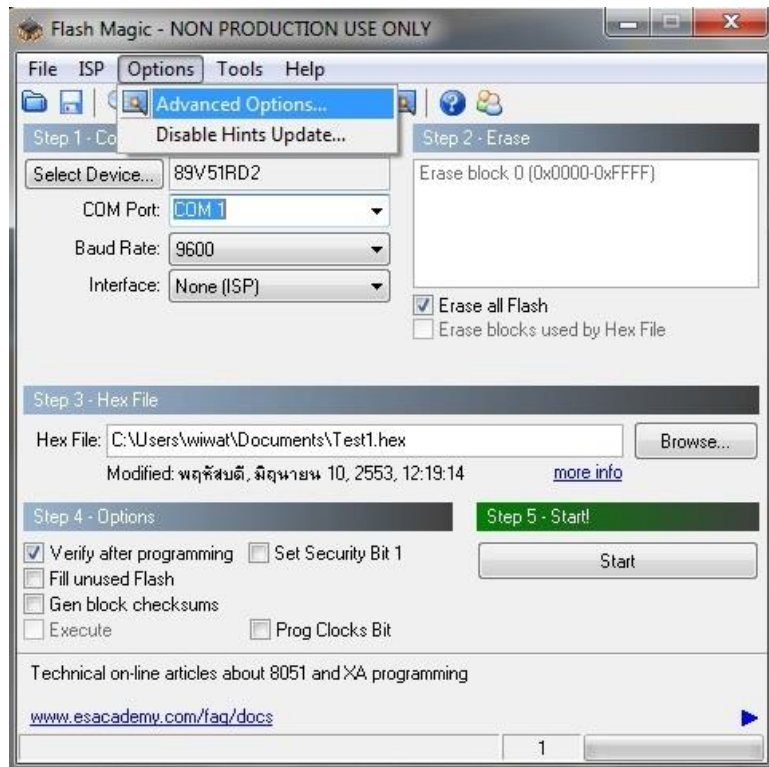 Flash Magic - NON PRODUCTION USE ONLY
File ISP Options Tools Help
Advanced Options...
Disable Hints Update...
Step 1 - Co
Step 2 - Erase
Select Device... 89V51RD2
Erase block 0 (0x0000-0xFFFF)
COM Port: COM 1
Baud Rate: 9600
Interface: None (ISP)
Erase all Flash
Erase blocks used by Hex File
Step 3 - Hex File
Hex File: C:\Users\wiwat\Documents\Test1.hex Browse...
Modified: พฤหัสบดี, มิถุนายน 10, 2553, 12:19:14 more info
Step 4 - Options
Step 5 - Start!
Verify after programming Set Security Bit 1
Start
Fill unused Flash
Gen block checksums
Execute Prog Clocks Bit
Technical on-line articles about 8051 and XA programming
www.esacademy.com/faq/docs
1